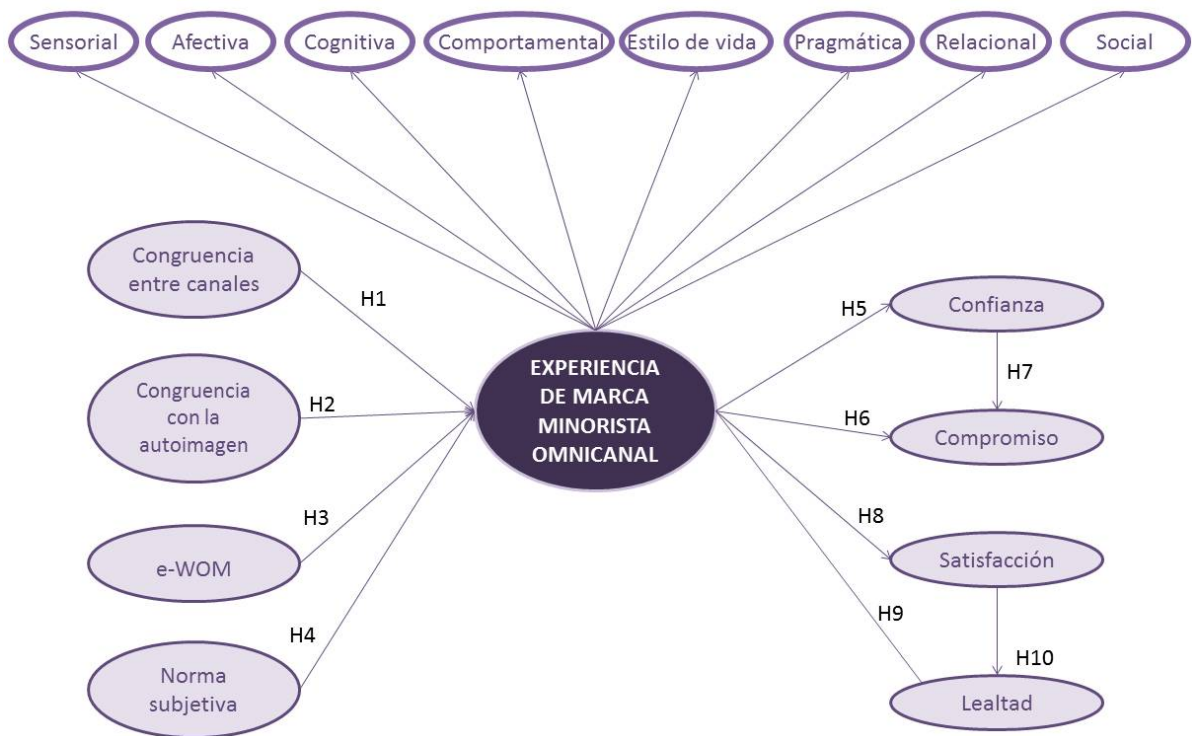 Sensorial
Afectiva
Cognitiva
Comportamental
Estilo de vida
Pragmática
Relacional
Social
Congruencia
entre canales
H1
Congruencia
con la
autoimagen
H2
e-WOM
H3
Norma
subjetiva
H4
EXPERIENCIA
DE MARCA
MINORISTA
OMNICANAL
H5
Confianza
H7
H6
Compromiso
H8
Satisfacción
H9
H10
Lealtad